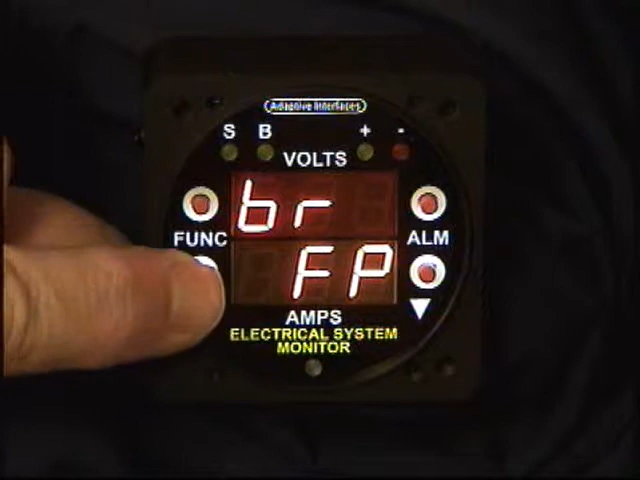 Adaptive Interfaces
S B + -
VOLTS
br
FUNC ALM
FP
AMPS
ELECTRICAL SYSTEM
MONITOR